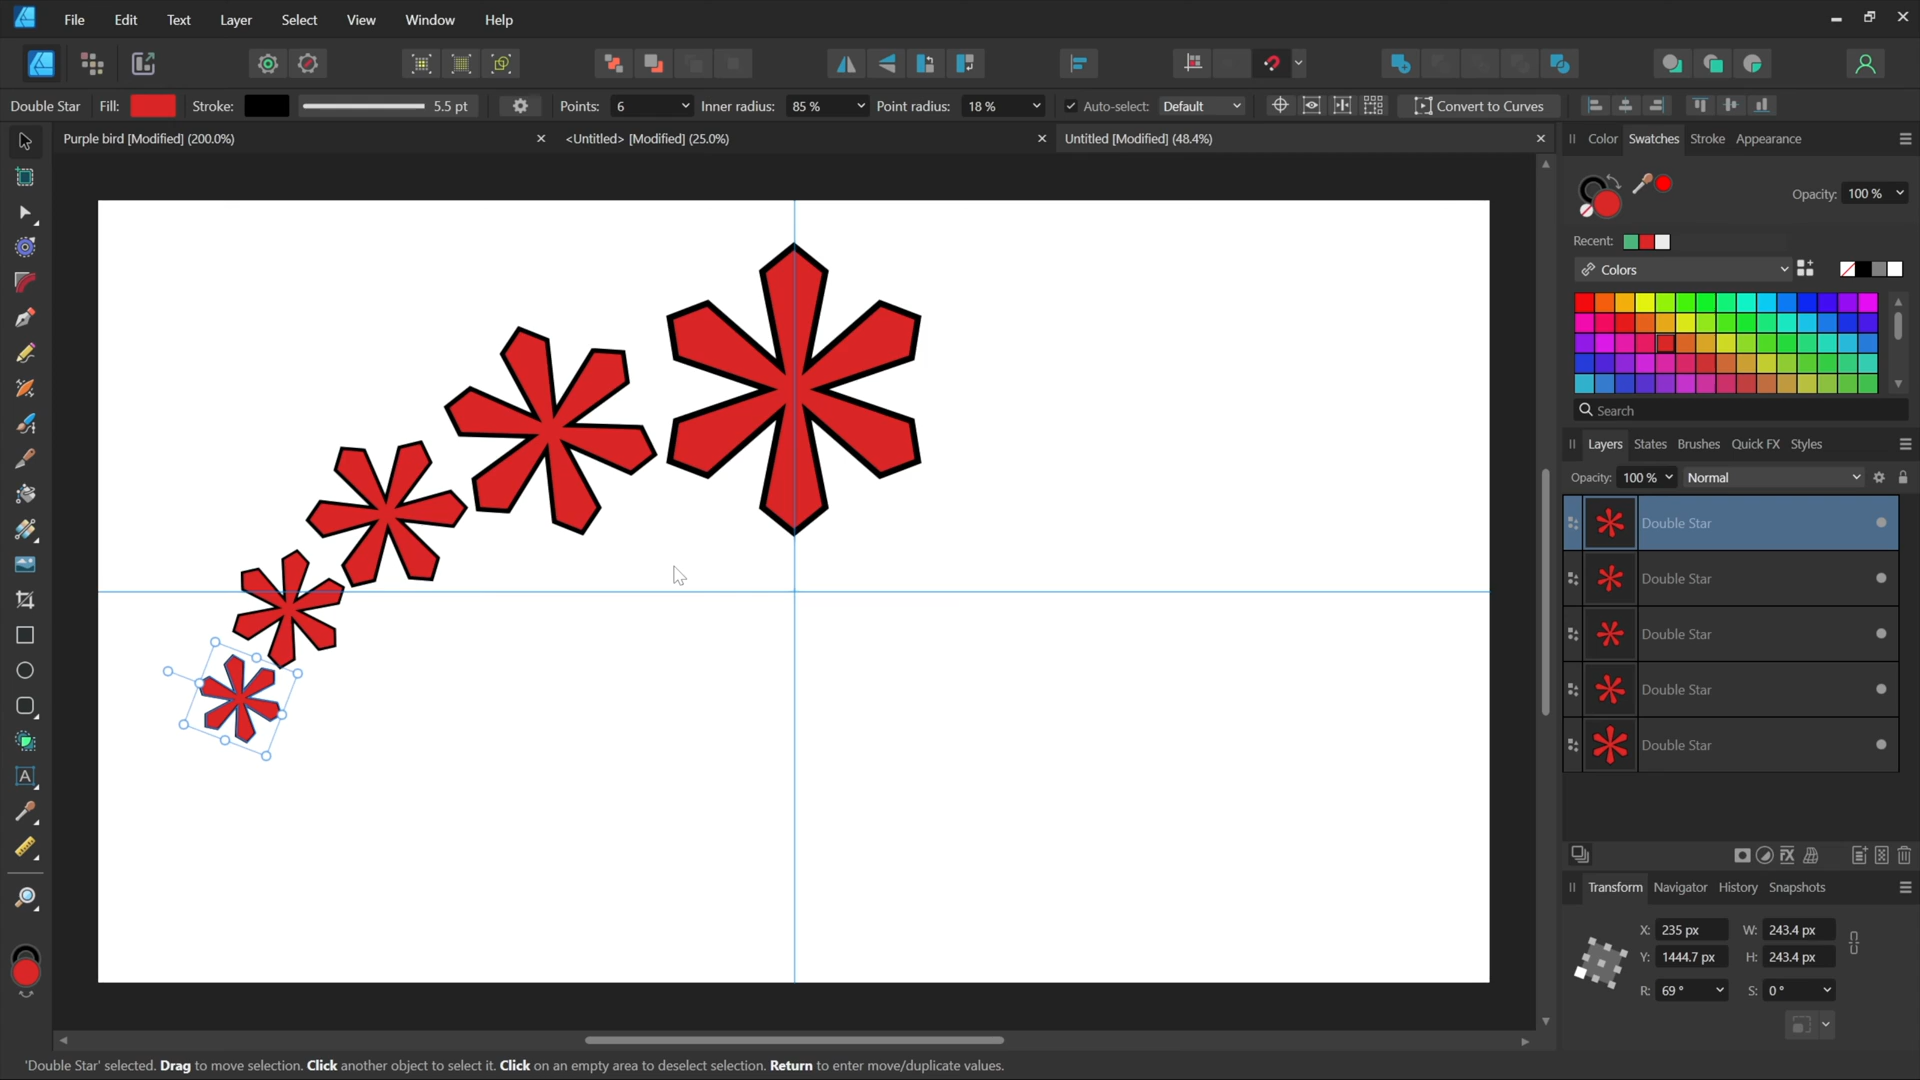 File Edit Text Layer Select View Window Help
Double Star Fill: Stroke: 5.5 pt Points: 6 Inner radius: 85 % Point radius: 18 % Auto-select: Default Convert to Curves
Purple bird [Modified] (200.0%) <Untitled> [Modified] (25.0%) Untitled [Modified] (48.4%)
Color Swatches Stroke Appearance
Opacity: 100 %
Recent:
Colors
Search
Layers States Brushes Quick FX Styles
Opacity: 100 % Normal
Double Star
Double Star
Double Star
Double Star
Double Star
A
FX
Transform Navigator History Snapshots
X: 235 px W: 243.4 px
Y: 1444.7 px H: 243.4 px
R: 69 ° S: 0 °
'Double Star' selected. Drag to move selection. Click another object to select it. Click on an empty area to deselect selection. Return to enter move/duplicate values.